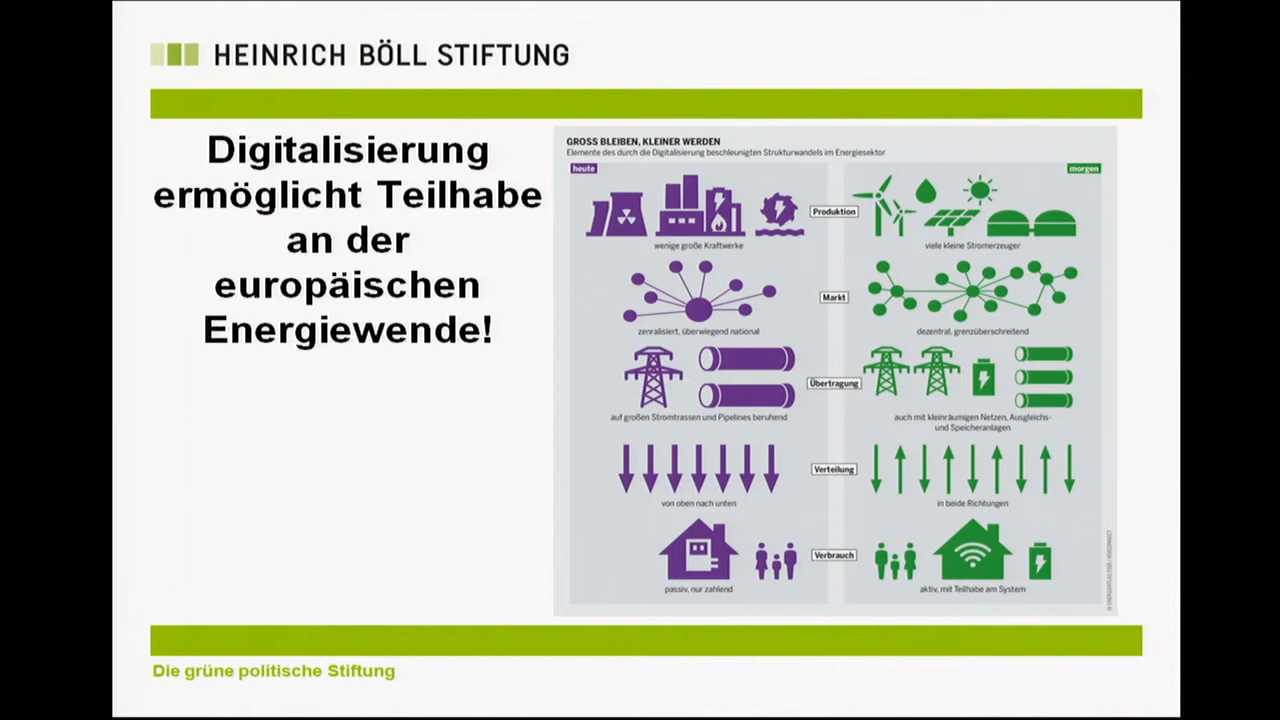 HEINRICH BÖLL STIFTUNG
Digitalisierung
ermöglicht Teilhabe
an der
europäischen
Energiewende!
GROSS BLEIBEN, KLEINER WERDEN
Elemente des durch die Digitalisierung beschleunigten Strukturwandels im Energiesektor
heute
morgen
Produktion
wenige große Kraftwerke
viele kleine Stromerzeuger
Markt
zenralisiert, überwiegend national
dezentral, grenzüberschreitend
Übertragung
auf großen Stromtrassen und Pipelines beruhend
auch mit kleinräumigen Netzen, Ausgleichs-
und Speicheranlagen
Verteilung
von oben nach unten
in beide Richtungen
Verbrauch
passiv, nur zahlend
aktiv, mit Teilhabe am System
Die grüne politische Stiftung